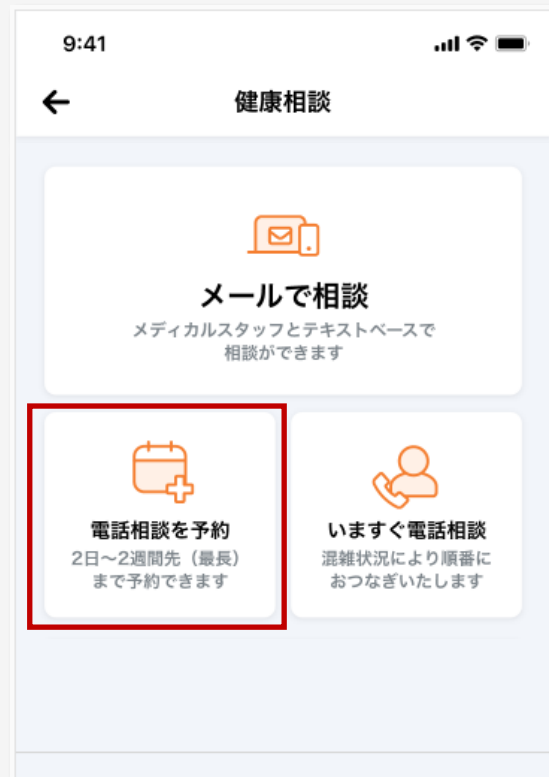 9:41
健康相談
メールで相談
メディカルスタッフとテキストベースで
相談ができます
電話相談を予約
2日〜2週間先（最長）
まで予約できます
いますぐ電話相談
混雑状況により順番に
おつなぎいたします